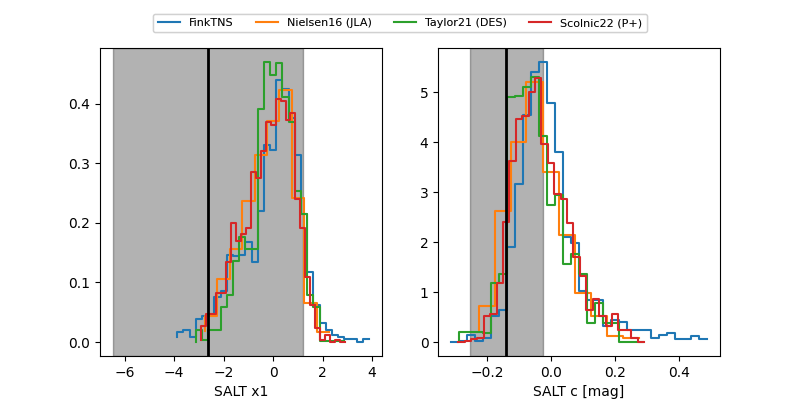 FinkTNS Nielsen16 (JLA) Taylor21 (DES) Scolnic22 (P+)
0.4
0.3
0.2
0.1
0.0
−6 −4 −2 0 2 4
SALT x1
5
4
3
2
1
0
−0.2 0.0 0.2 0.4
SALT c [mag]